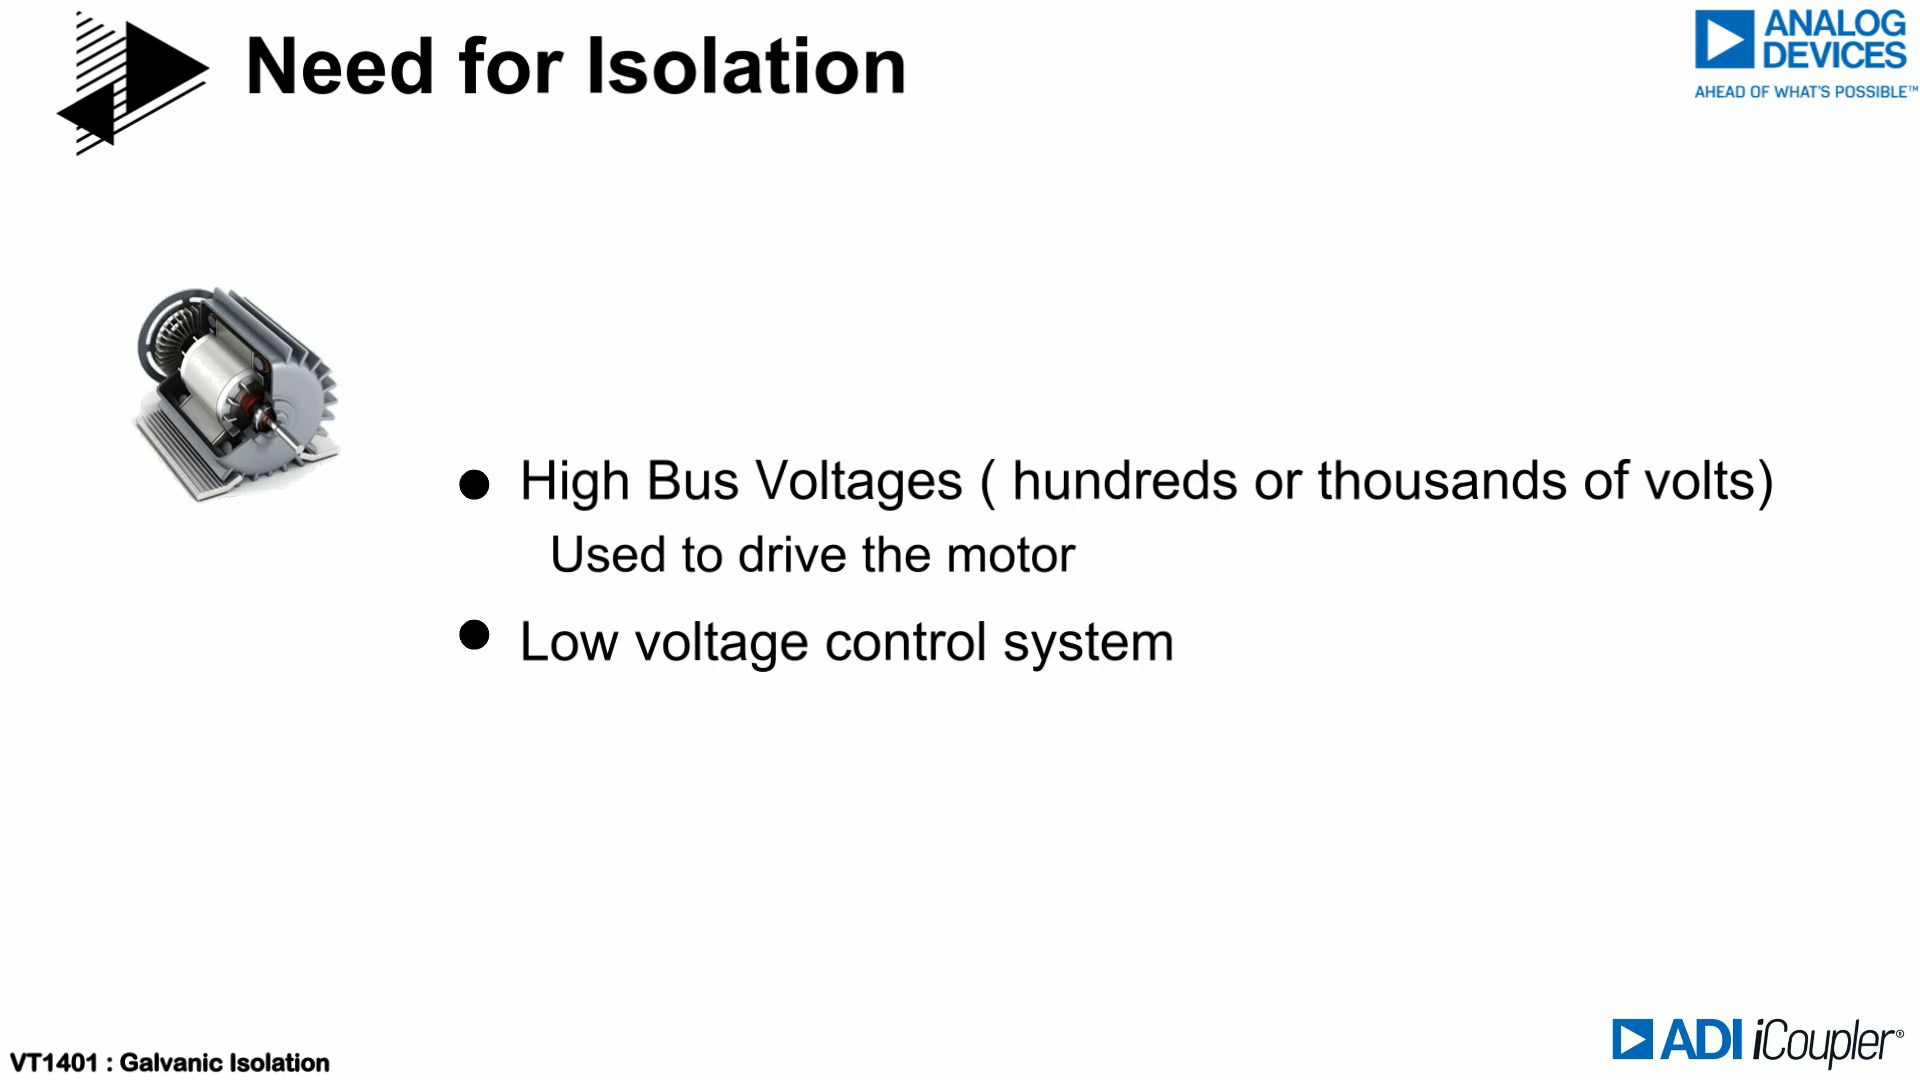 Need for Isolation
ANALOG
DEVICES
AHEAD OF WHAT'S POSSIBLE™
High Bus Voltages ( hundreds or thousands of volts)
Used to drive the motor
Low voltage control system
VT1401 : Galvanic Isolation
ADI iCoupler®